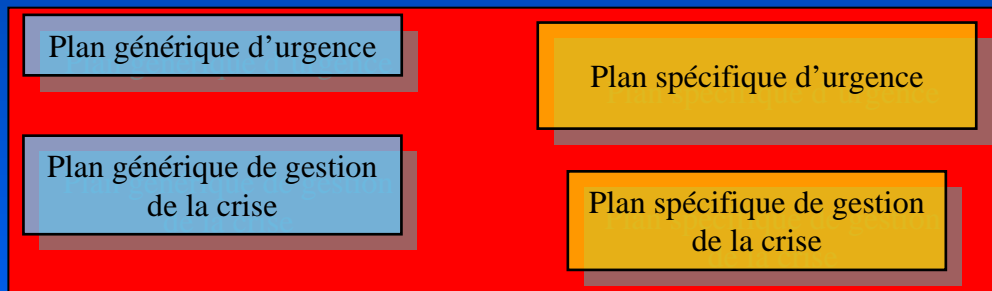 Plan générique d’urgence
Plan spécifique d’urgence
Plan générique de gestion
de la crise
Plan spécifique de gestion
de la crise